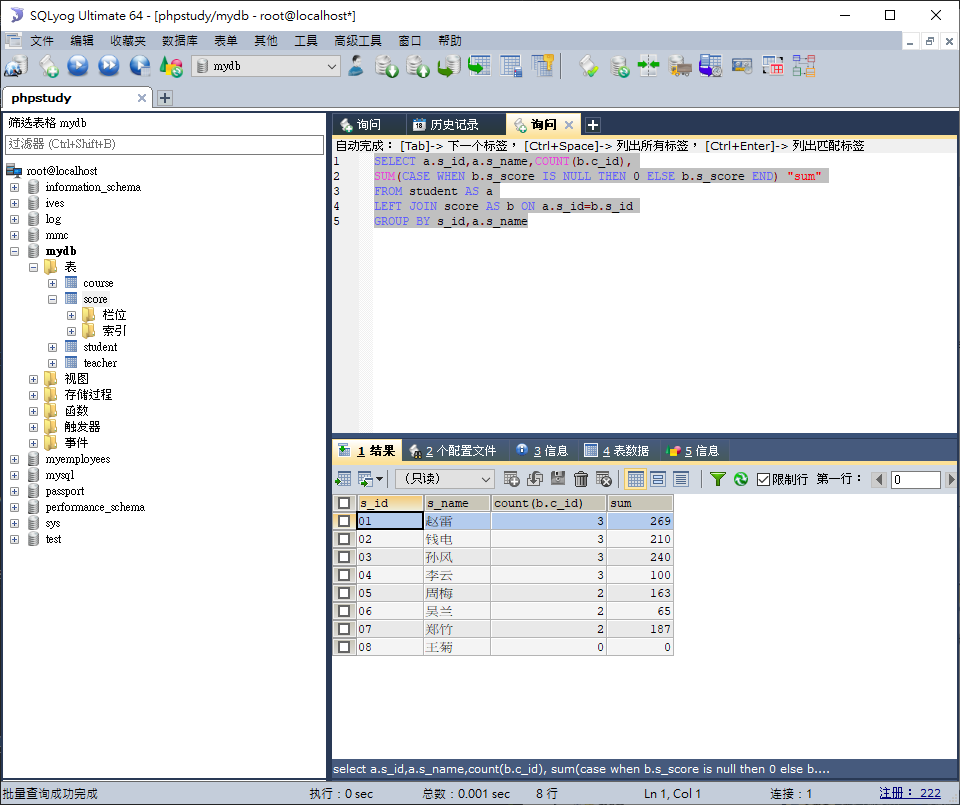 SQLyog Ultimate 64 - [phpstudy/mydb - root@localhost*]
文件 编辑 收藏夹 数据库 表单 其他 工具 高级工具 窗口 帮助
mydb
phpstudy
筛选表格 mydb
过滤器 (Ctrl+Shift+B)
root@localhost
information_schema
ives
log
mmc
mydb
表
course
score
栏位
索引
student
teacher
视图
存储过程
函数
触发器
事件
myemployees
mysql
passport
performance_schema
sys
test
询问 历史记录 询问
自动完成： [Tab]-> 下一个标签， [Ctrl+Space]-> 列出所有标签， [Ctrl+Enter]-> 列出匹配标签
1 SELECT a.s_id,a.s_name,COUNT(b.c_id),
2 SUM(CASE WHEN b.s_score IS NULL THEN 0 ELSE b.s_score END) "sum"
3 FROM student AS a
4 LEFT JOIN score AS b ON a.s_id=b.s_id
5 GROUP BY s_id,a.s_name
1 结果 2 个配置文件 3 信息 4 表数据 5 信息
（只读） 限制行 第一行： 0
s_id s_name count(b.c_id) sum
01 赵雷 3 269
02 钱电 3 210
03 孙风 3 240
04 李云 3 100
05 周梅 2 163
06 吴兰 2 65
07 郑竹 2 187
08 王菊 0 0
select a.s_id,a.s_name,count(b.c_id), sum(case when b.s_score is null then 0 else b....
批量查询成功完成 执行：0 sec 总数：0.001 sec 8 行 Ln 1, Col 1 连接：1 注册： 222